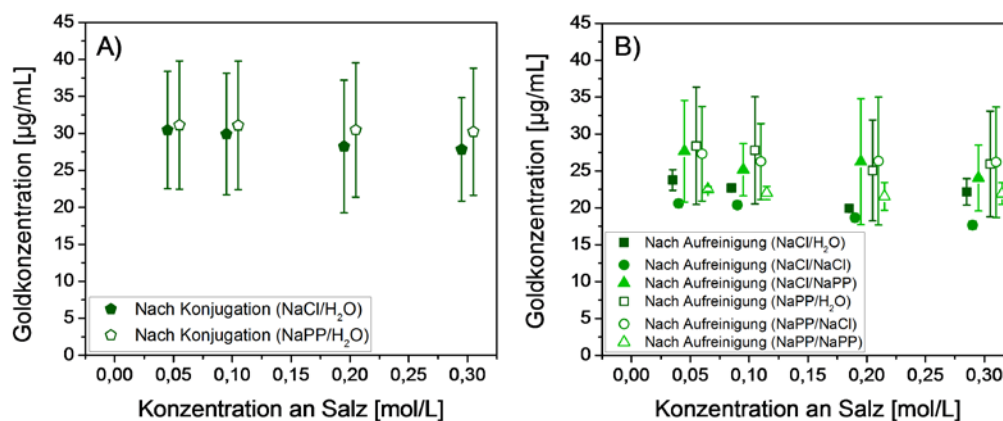 A)
45
40
35
30
25
20
15
10
5
0
Goldkonzentration [µg/mL]
Nach Konjugation (NaCl/H₂O)
Nach Konjugation (NaPP/H₂O)
0,00 0,05 0,10 0,15 0,20 0,25 0,30
Konzentration an Salz [mol/L]
B)
45
40
35
30
25
20
15
10
5
0
Goldkonzentration [µg/mL]
Nach Aufreinigung (NaCl/H₂O)
Nach Aufreinigung (NaCl/NaCl)
Nach Aufreinigung (NaCl/NaPP)
Nach Aufreinigung (NaPP/H₂O)
Nach Aufreinigung (NaPP/NaCl)
Nach Aufreinigung (NaPP/NaPP)
0,00 0,05 0,10 0,15 0,20 0,25 0,30
Konzentration an Salz [mol/L]